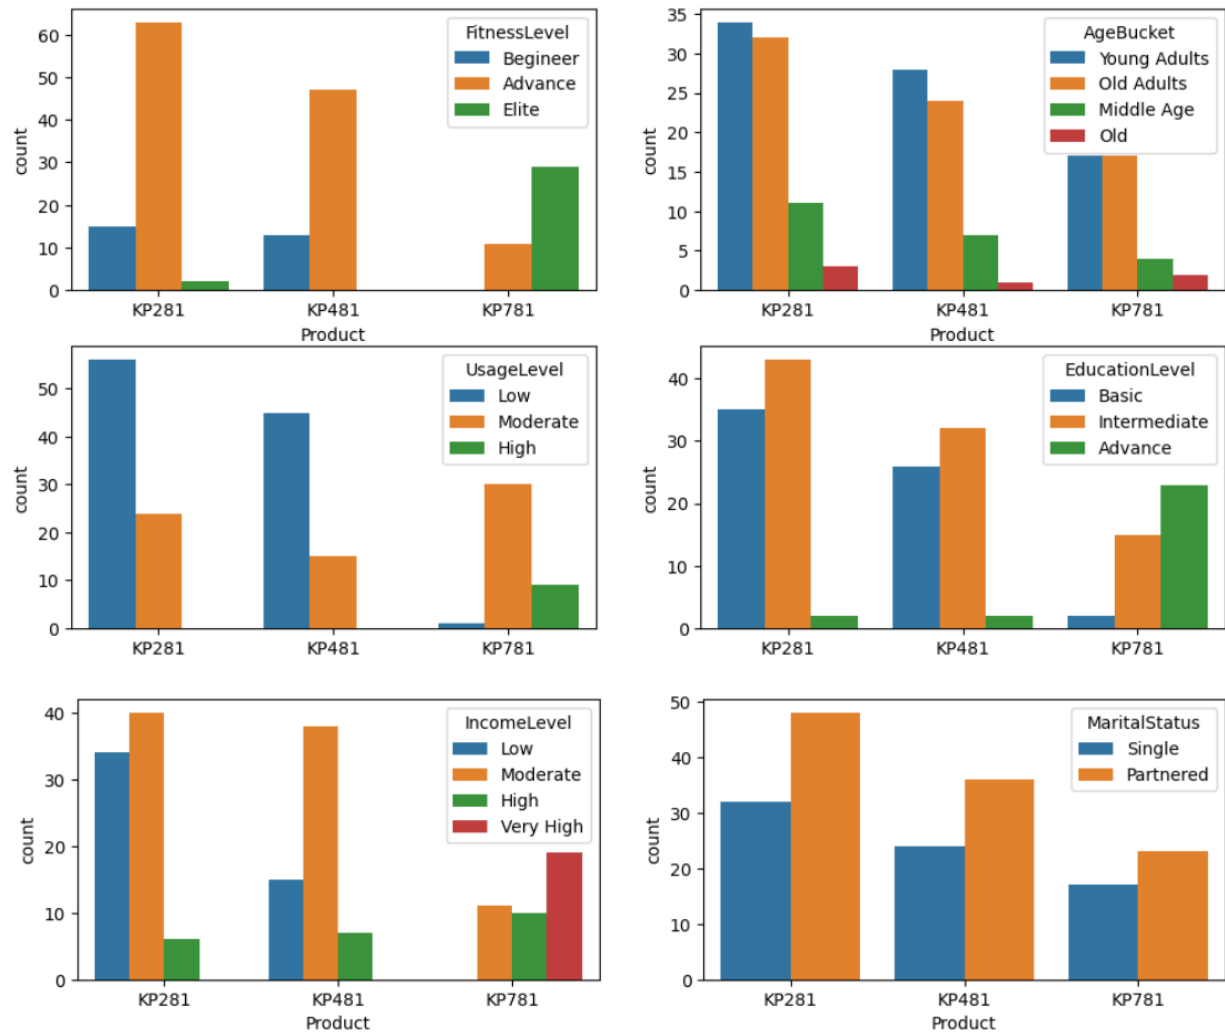 FitnessLevel
Begineer
Advance
Elite
count
60
50
40
30
20
10
0
KP281 KP481 KP781
Product
AgeBucket
Young Adults
Old Adults
Middle Age
Old
count
35
30
25
20
15
10
5
0
KP281 KP481 KP781
Product
UsageLevel
Low
Moderate
High
count
50
40
30
20
10
0
KP281 KP481 KP781
EducationLevel
Basic
Intermediate
Advance
count
40
30
20
10
0
KP281 KP481 KP781
IncomeLevel
Low
Moderate
High
Very High
count
40
30
20
10
0
KP281 KP481 KP781
Product
MaritalStatus
Single
Partnered
count
50
40
30
20
10
0
KP281 KP481 KP781
Product